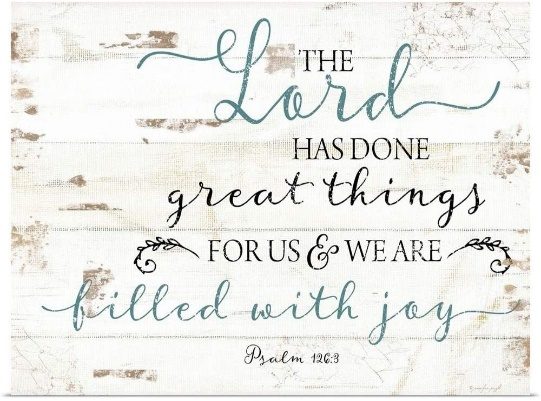 THE
Lord
HAS DONE
great things
FOR US & WE ARE
filled with joy
Psalm 126:3